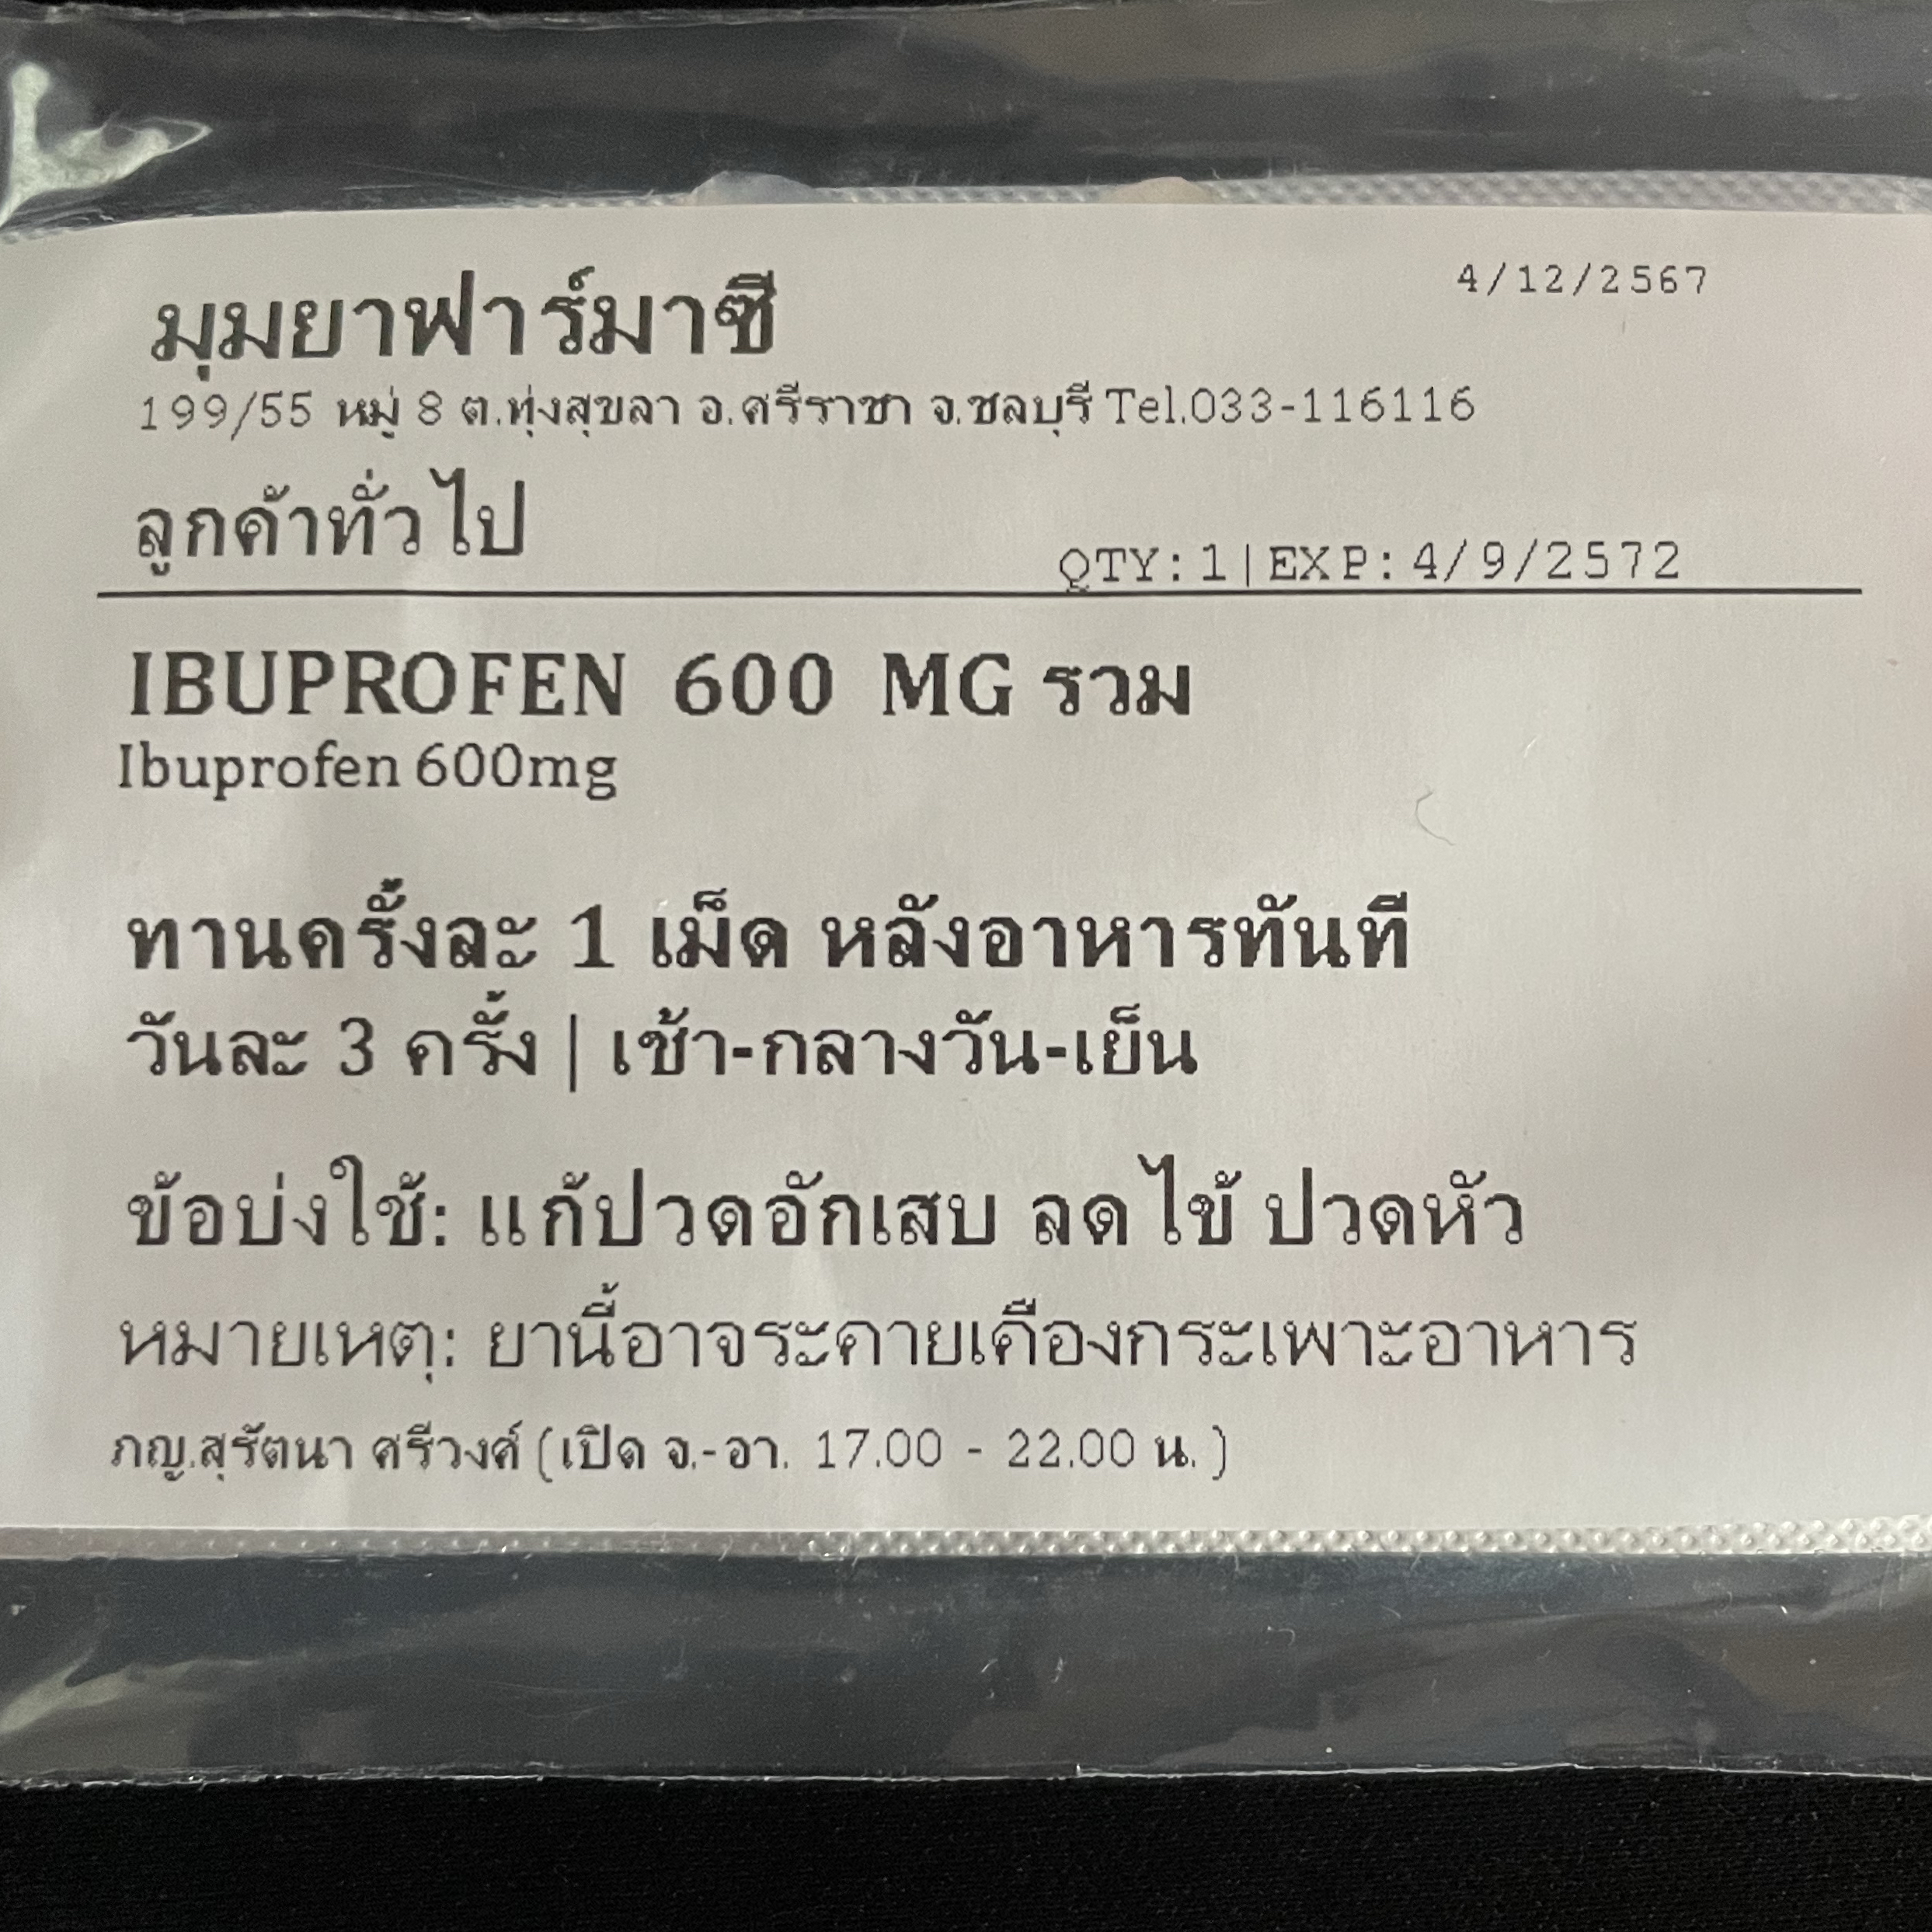 มุมยาฟาร์มาซี
4/12/2567
199/55 หมู่ 8 ต.ทุ่งสุขลา อ.ศรีราชา จ.ชลบุรี Tel.033-116116
ลูกค้าทั่วไป
QTY: 1 | EXP: 4/9/2572
IBUPROFEN 600 MG รวม
Ibuprofen 600mg
ทานครั้งละ 1 เม็ด หลังอาหารทันที
วันละ 3 ครั้ง | เช้า-กลางวัน-เย็น
ข้อบ่งใช้: แก้ปวดอักเสบ ลดไข้ ปวดหัว
หมายเหตุ: ยานี้อาจระคายเคืองกระเพาะอาหาร
ภญ.สุรัตนา ศรีวงศ์ (เปิด จ.-อา. 17.00 - 22.00 น.)